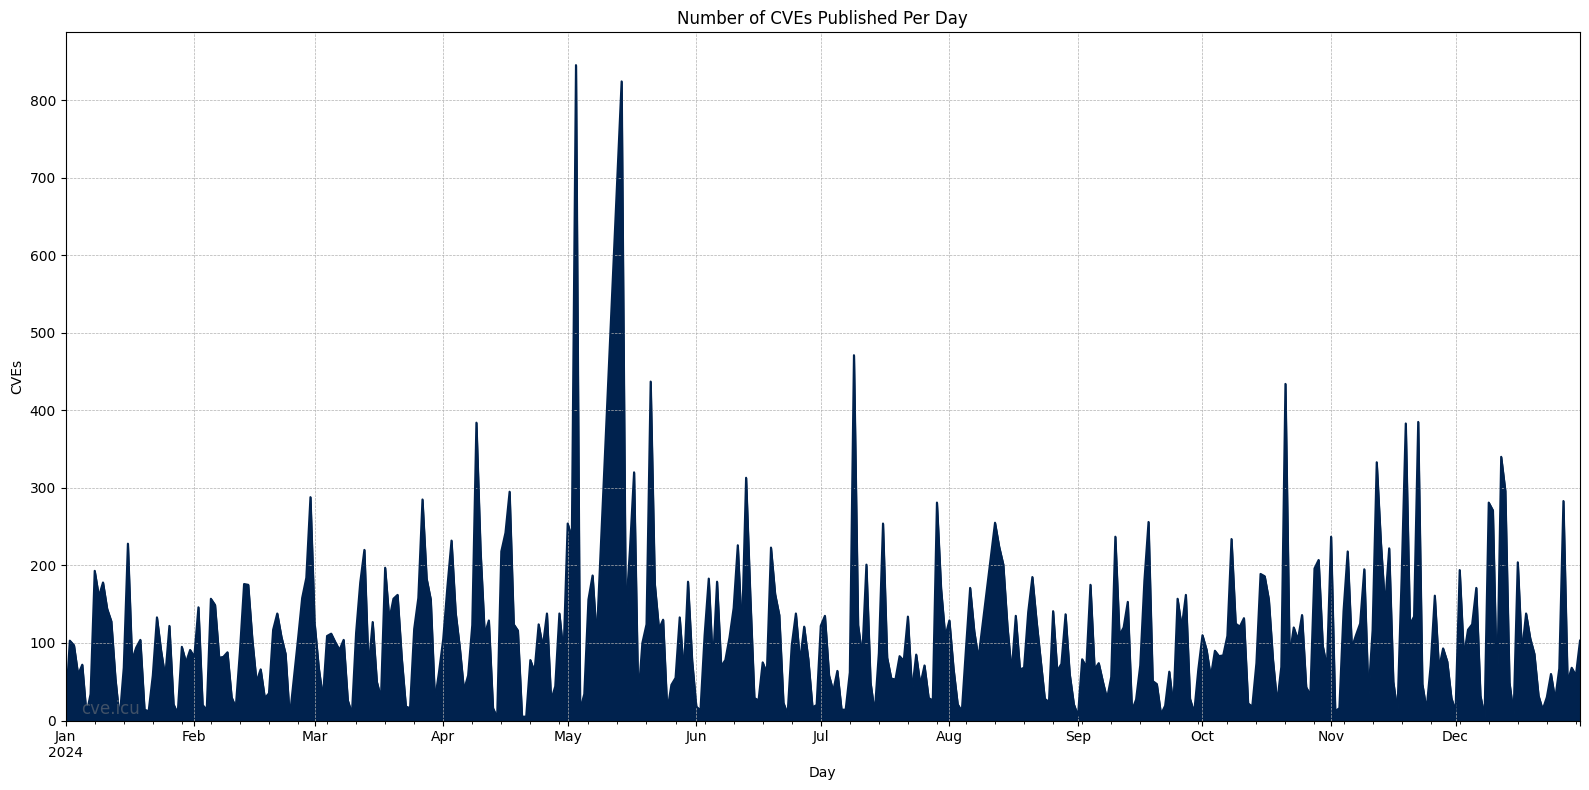 Number of CVEs Published Per Day
800
700
600
500
400
300
200
100
0
CVEs
cve.icu
Jan Feb Mar Apr May Jun Jul Aug Sep Oct Nov Dec
2024
Day